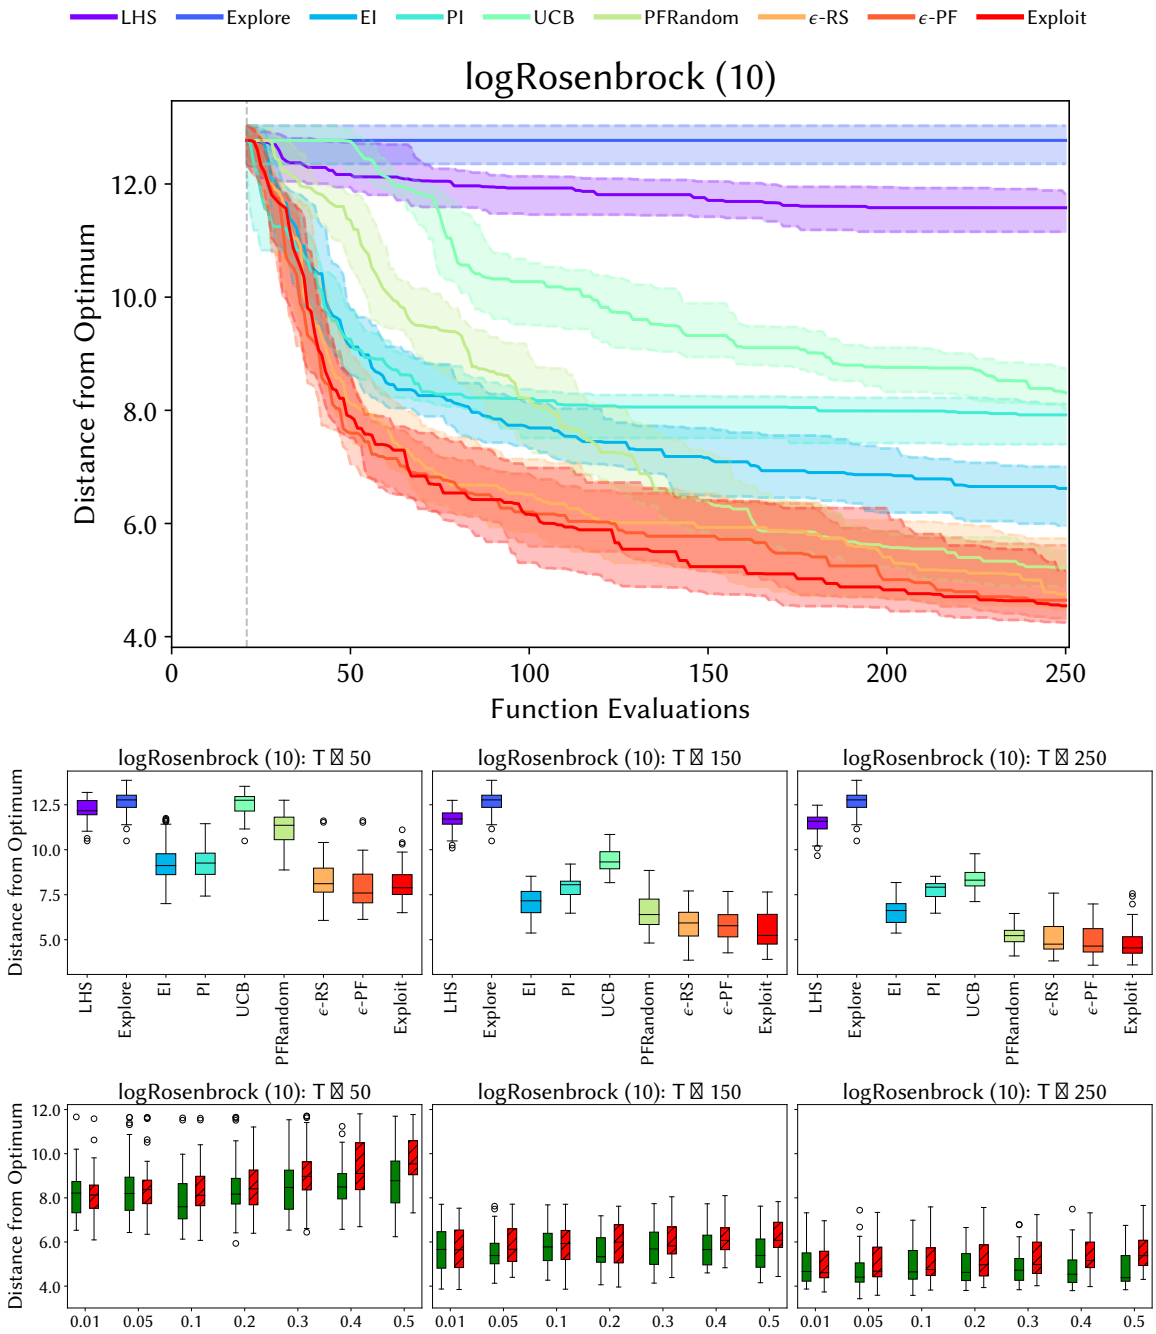 LHS Explore EI PI UCB PFRandom ϵ-RS ϵ-PF Exploit
logRosenbrock (10)
Distance from Optimum
12.0
10.0
8.0
6.0
4.0
0 50 100 150 200 250
Function Evaluations
logRosenbrock (10): T 50 logRosenbrock (10): T 150 logRosenbrock (10): T 250
Distance from Optimum
12.5
10.0
7.5
5.0
LHS Explore EI PI UCB PFRandom ϵ-RS ϵ-PF Exploit LHS Explore EI PI UCB PFRandom ϵ-RS ϵ-PF Exploit LHS Explore EI PI UCB PFRandom ϵ-RS ϵ-PF Exploit
logRosenbrock (10): T 50 logRosenbrock (10): T 150 logRosenbrock (10): T 250
Distance from Optimum
12.0
10.0
8.0
6.0
4.0
0.01 0.05 0.1 0.2 0.3 0.4 0.5 0.01 0.05 0.1 0.2 0.3 0.4 0.5 0.01 0.05 0.1 0.2 0.3 0.4 0.5